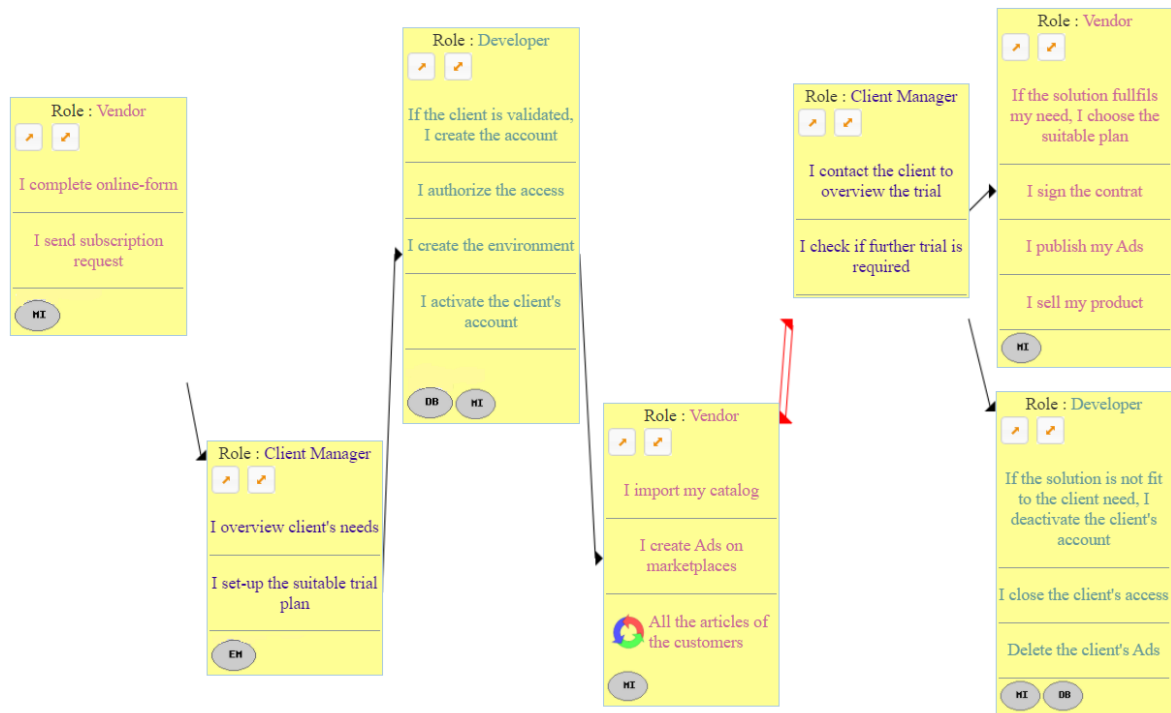 Role : Vendor
I complete online-form
I send subscription
request
MI
Role : Client Manager
I overview client's needs
I set-up the suitable trial
plan
EM
Role : Developer
If the client is validated,
I create the account
I authorize the access
I create the environment
I activate the client's
account
DB MI
Role : Vendor
I import my catalog
I create Ads on
marketplaces
All the articles of
the customers
MI
Role : Client Manager
I contact the client to
overview the trial
I check if further trial is
required
Role : Vendor
If the solution fullfils
my need, I choose the
suitable plan
I sign the contrat
I publish my Ads
I sell my product
MI
Role : Developer
If the solution is not fit
to the client need, I
deactivate the client's
account
I close the client's access
Delete the client's Ads
MI DB